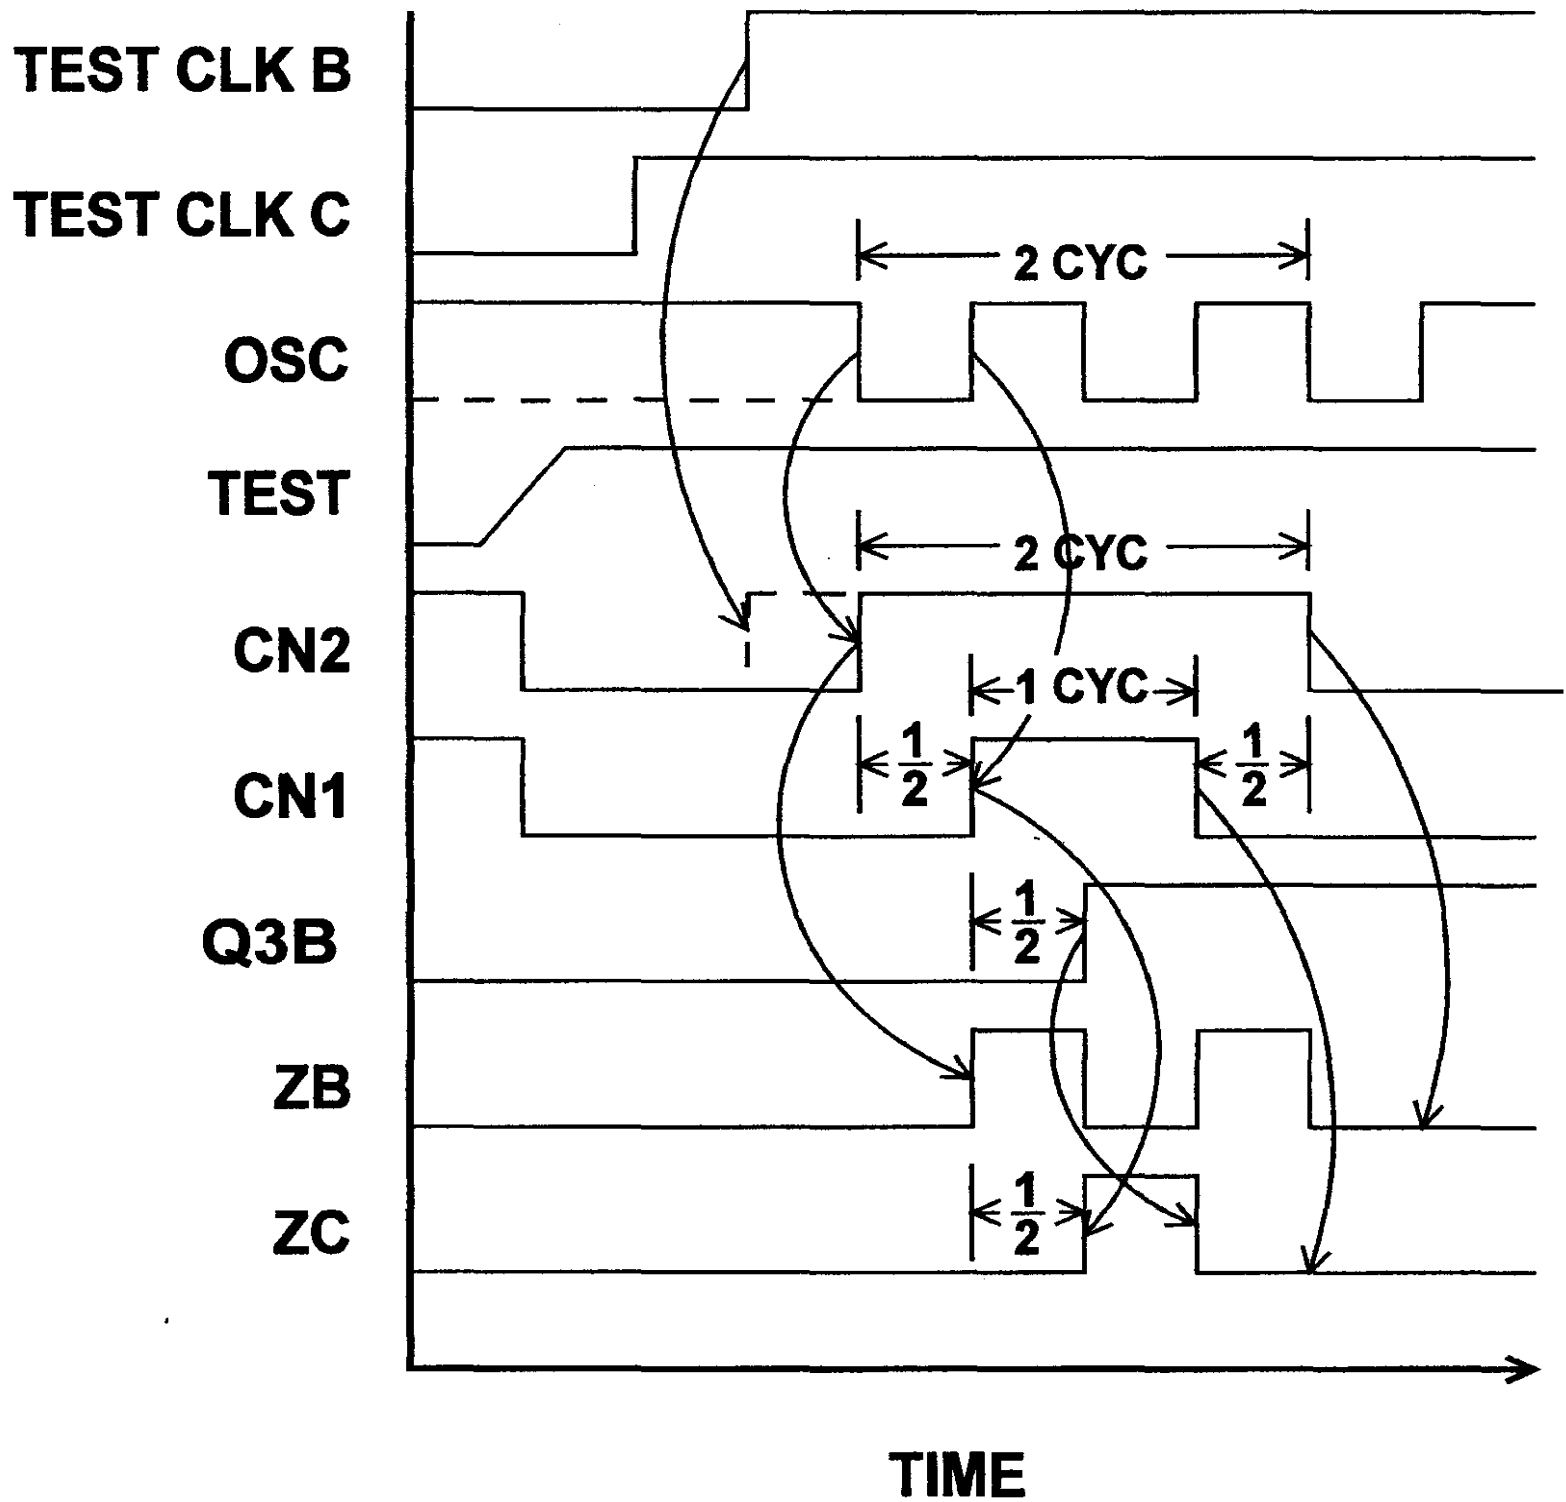 TEST CLK B
TEST CLK C
2 CYC
OSC
TEST
2 CYC
CN2
1 CYC
1/2
1/2
CN1
1/2
Q3B
ZB
1/2
ZC
TIME